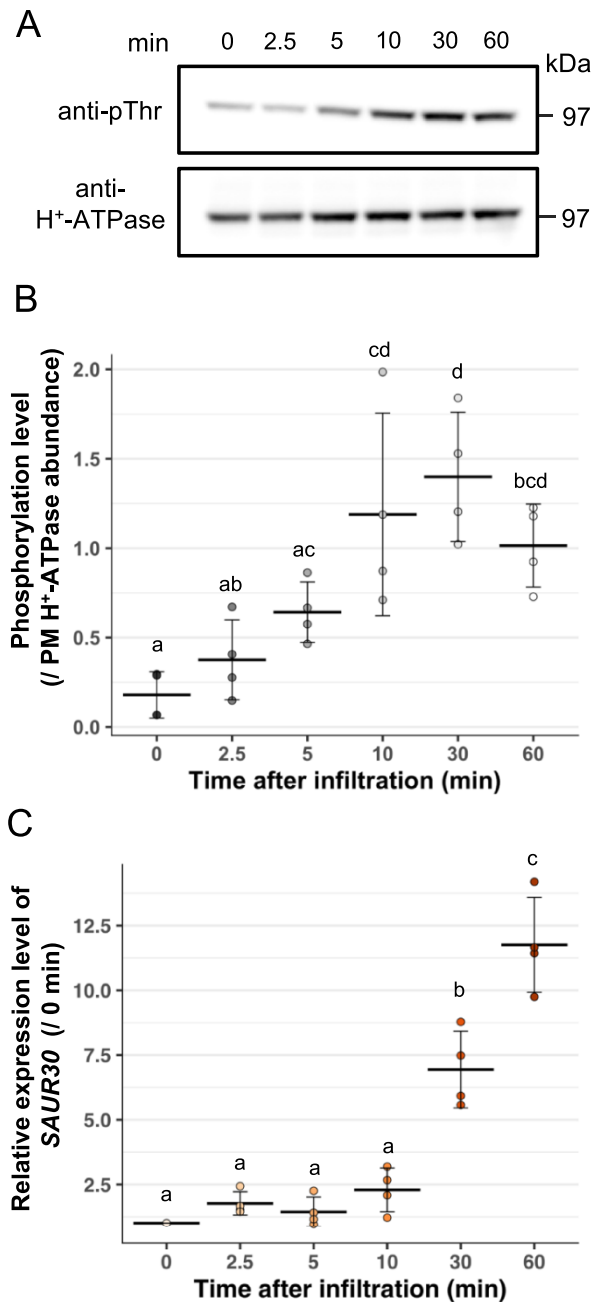 A
min 0 2.5 5 10 30 60
kDa
anti-pThr
97
anti-
H⁺-ATPase
97
B
Phosphorylation level
(/ PM H⁺-ATPase abundance)
2.0
1.5
1.0
0.5
0.0
a
ab
ac
cd
d
bcd
0 2.5 5 10 30 60
Time after infiltration (min)
C
Relative expression level of
SAUR30 (/ 0 min)
12.5
10.0
7.5
5.0
2.5
a
a
a
a
b
c
0 2.5 5 10 30 60
Time after infiltration (min)